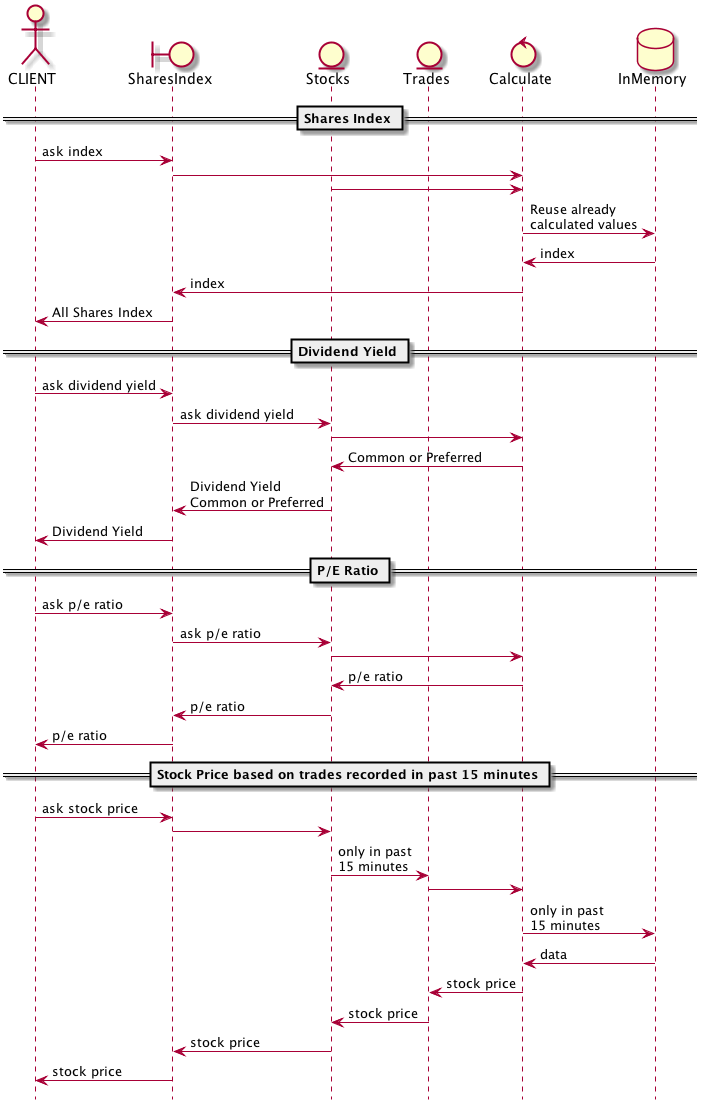 CLIENT
SharesIndex
Stocks
Trades
Calculate
InMemory
Shares Index
ask index
Reuse already
calculated values
index
index
All Shares Index
Dividend Yield
ask dividend yield
ask dividend yield
Common or Preferred
Dividend Yield
Common or Preferred
Dividend Yield
P/E Ratio
ask p/e ratio
ask p/e ratio
p/e ratio
p/e ratio
p/e ratio
Stock Price based on trades recorded in past 15 minutes
ask stock price
only in past
15 minutes
only in past
15 minutes
data
stock price
stock price
stock price
stock price